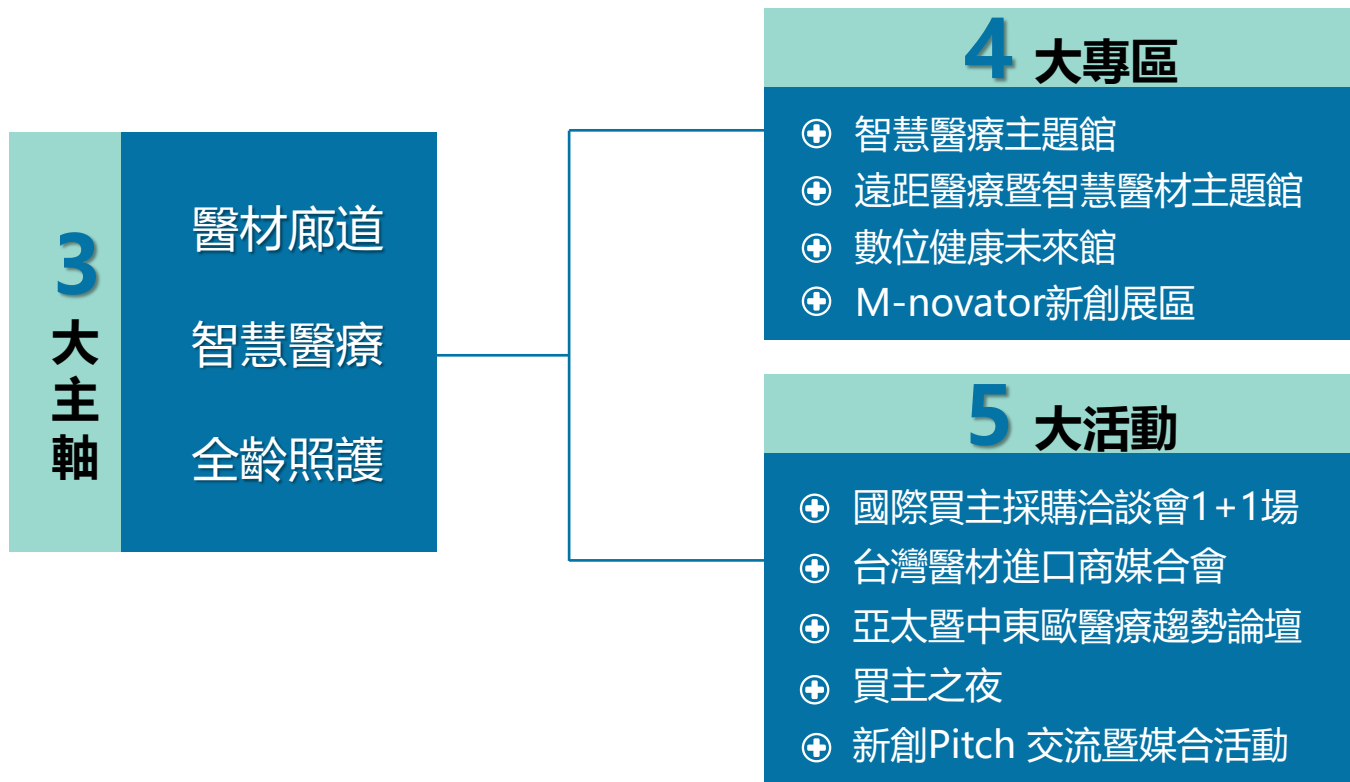 3
大主軸
醫材廊道
智慧醫療
全齡照護
4 大專區
智慧醫療主題館
遠距醫療暨智慧醫材主題館
數位健康未來館
M-novator新創展區
5 大活動
國際買主採購洽談會1+1場
台灣醫材進口商媒合會
亞太暨中東歐醫療趨勢論壇
買主之夜
新創Pitch 交流暨媒合活動